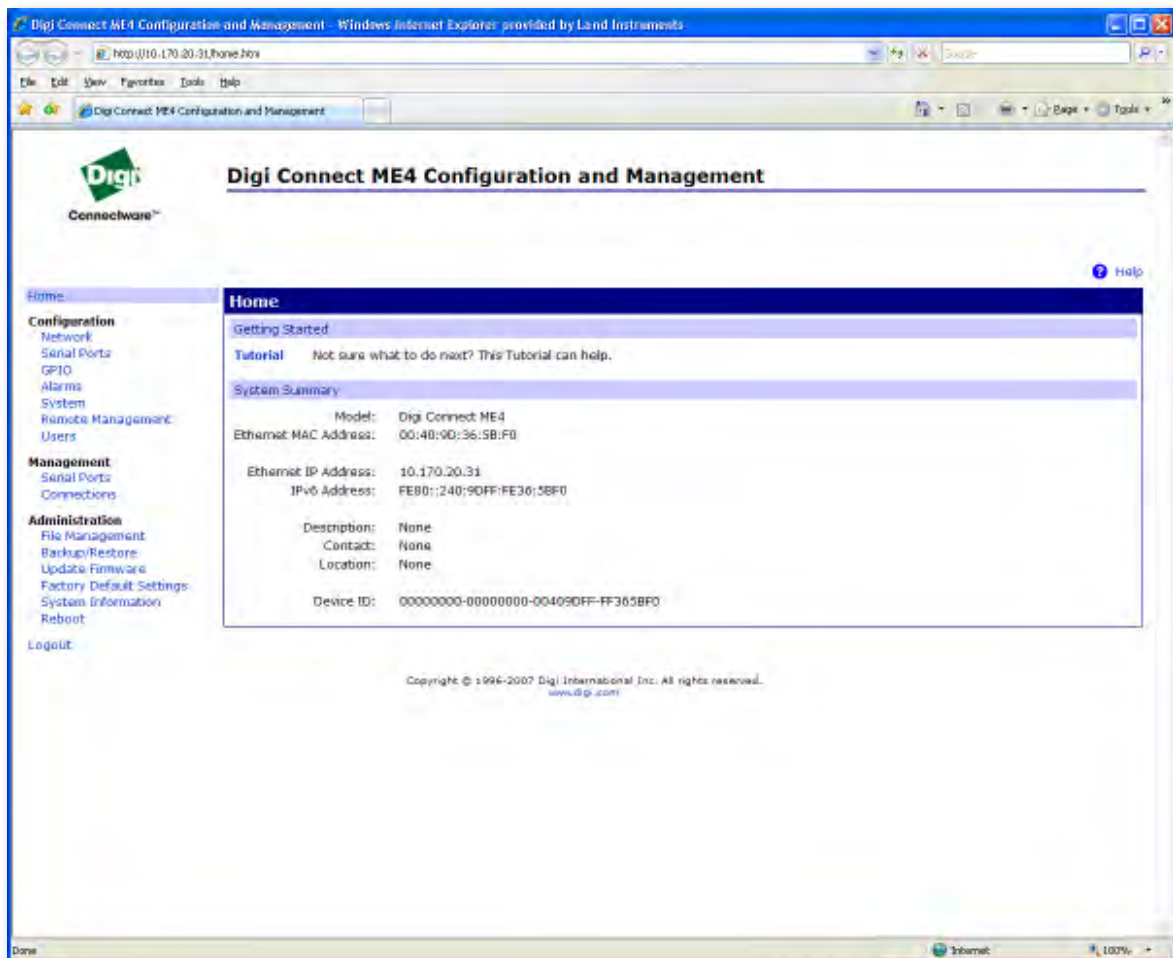 Digi Connect ME4 Configuration and Management - Windows Internet Explorer provided by Land Instruments
http://10.170.20.31/home.htm
Google
File Edit View Favorites Tools Help
Digi Connect ME4 Configuration and Management
Page Tools
Digi
Connectware™
Digi Connect ME4 Configuration and Management
Help
Home
Configuration
Network
Serial Ports
GPIO
Alarms
System
Remote Management
Users
Management
Serial Ports
Connections
Administration
File Management
Backup/Restore
Update Firmware
Factory Default Settings
System Information
Reboot
Logout
Home
Getting Started
Tutorial Not sure what to do next? This Tutorial can help.
System Summary
Model: Digi Connect ME4
Ethernet MAC Address: 00:40:9D:36:5B:F0
Ethernet IP Address: 10.170.20.31
IPv6 Address: FE80::240:9DFF:FE36:5BF0
Description: None
Contact: None
Location: None
Device ID: 00000000-00000000-00409DFF-FF365BF0
Copyright © 1996-2007 Digi International Inc. All rights reserved.
www.digi.com
Done
Internet
100%